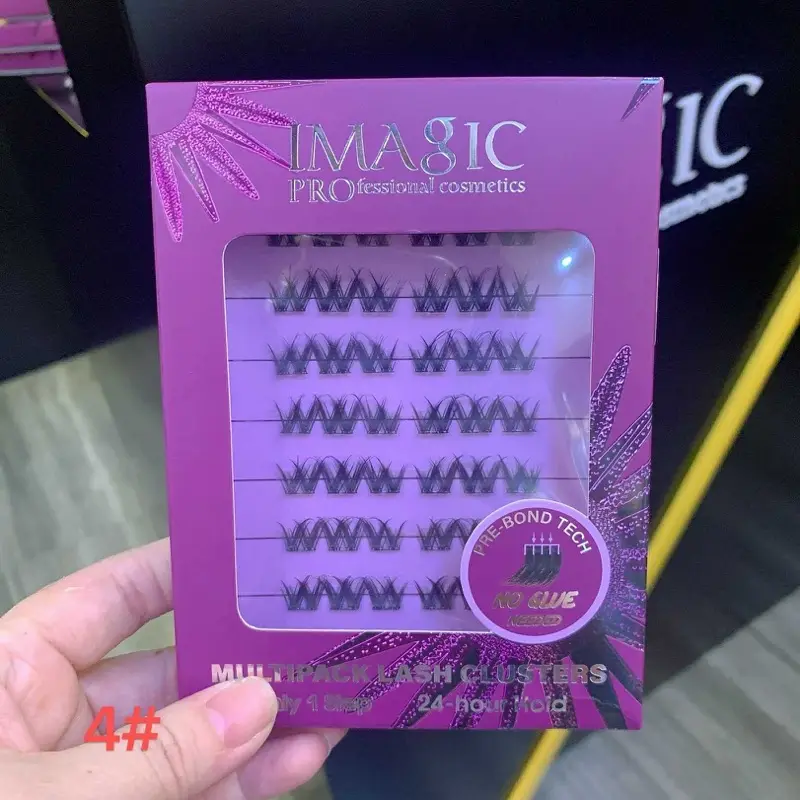 IMAGIC
PROfessional cosmetics
IC
PRE-BOND TECH
NO GLUE
NEEDED
MULTIPACK LASH CLUSTERS
1 Step 24-hour Hold
4#